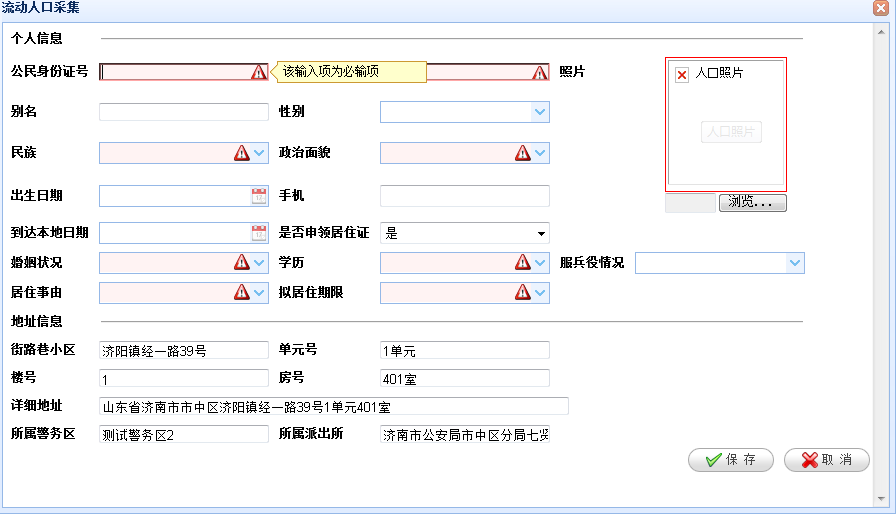 流动人口采集
个人信息
公民身份证号 该输入项为必输项 照片 人口照片
别名 性别
人口照片
民族 政治面貌
出生日期 手机
浏览...
到达本地日期 是否申领居住证 是
婚姻状况 学历 服兵役情况
居住事由 拟居住期限
地址信息
街路巷小区 济阳镇经一路39号 单元号 1单元
楼号 1 房号 401室
详细地址 山东省济南市市中区济阳镇经一路39号1单元401室
所属警务区 测试警务区2 所属派出所 济南市公安局市中区分局七贤
保 存 取 消